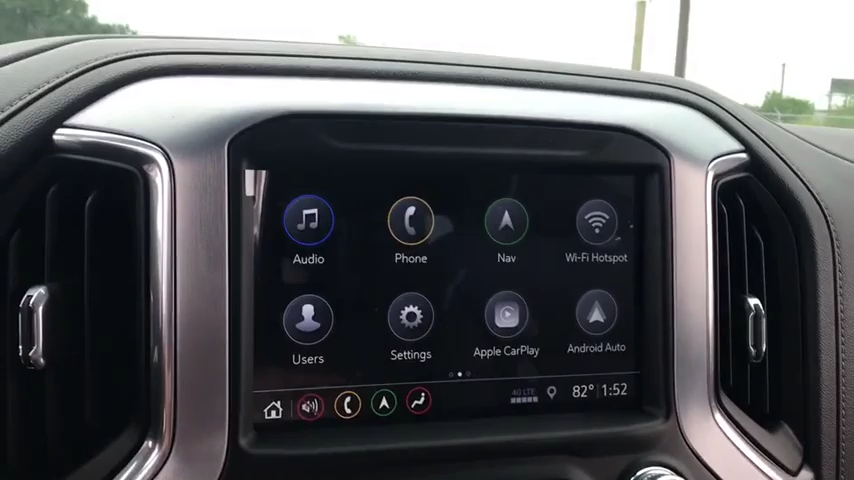 Audio Phone Nav Wi-Fi Hotspot
Users Settings Apple CarPlay Android Auto
4G LTE 82° 1:52